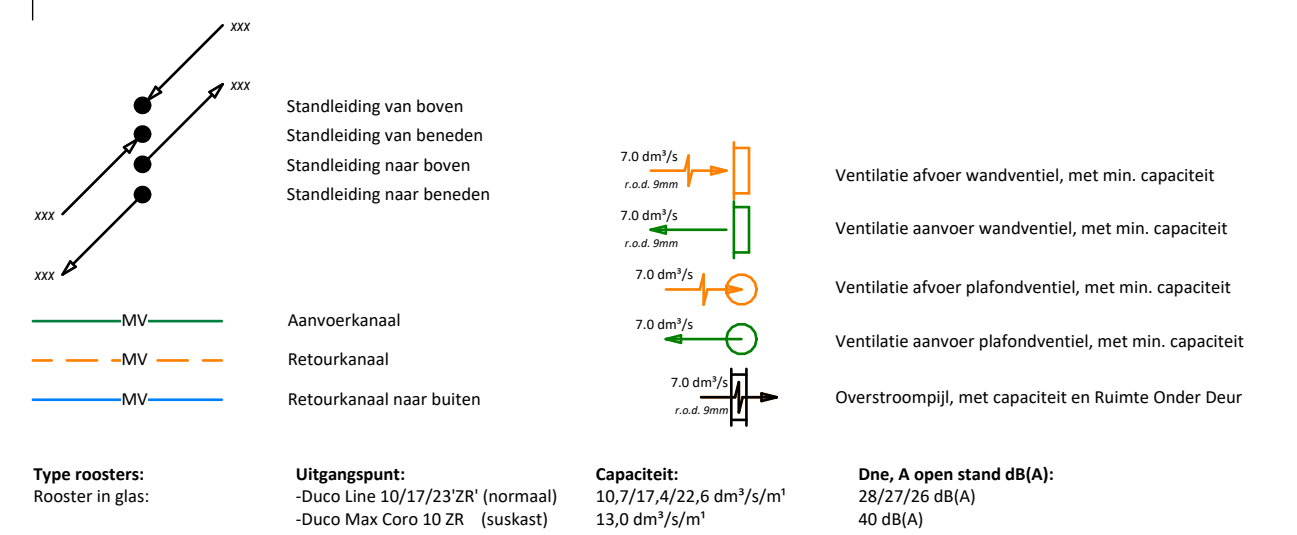 xxx
xxx
Standleiding van boven
Standleiding van beneden
Standleiding naar boven
Standleiding naar beneden
xxx
xxx
MV
Aanvoerkanaal
MV
Retourkanaal
MV
Retourkanaal naar buiten
7.0 dm³/s
r.o.d. 9mm
Ventilatie afvoer wandventiel, met min. capaciteit
7.0 dm³/s
r.o.d. 9mm
Ventilatie aanvoer wandventiel, met min. capaciteit
7.0 dm³/s
Ventilatie afvoer plafondventiel, met min. capaciteit
7.0 dm³/s
Ventilatie aanvoer plafondventiel, met min. capaciteit
7.0 dm³/s
r.o.d. 9mm
Overstroompijl, met capaciteit en Ruimte Onder Deur
Type roosters: Uitgangspunt: Capaciteit: Dne, A open stand dB(A):
Rooster in glas: -Duco Line 10/17/23'ZR' (normaal) 10,7/17,4/22,6 dm³/s/m¹ 28/27/26 dB(A)
-Duco Max Coro 10 ZR (suskast) 13,0 dm³/s/m¹ 40 dB(A)